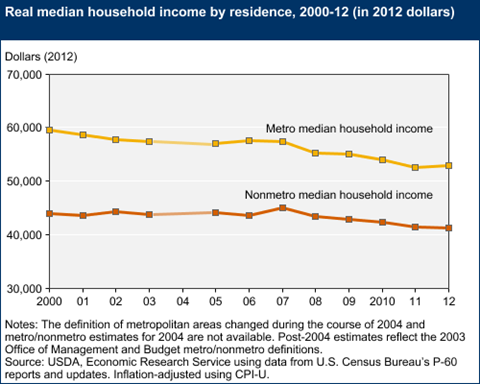 Real median household income by residence, 2000-12 (in 2012 dollars)
Dollars (2012)
70,000
60,000
50,000
40,000
30,000
Metro median household income
Nonmetro median household income
2000 01 02 03 04 05 06 07 08 09 2010 11 12
Notes: The definition of metropolitan areas changed during the course of 2004 and
metro/nonmetro estimates for 2004 are not available. Post-2004 estimates reflect the 2003
Office of Management and Budget metro/nonmetro definitions.
Source: USDA, Economic Research Service using data from U.S. Census Bureau's P-60
reports and updates. Inflation-adjusted using CPI-U.